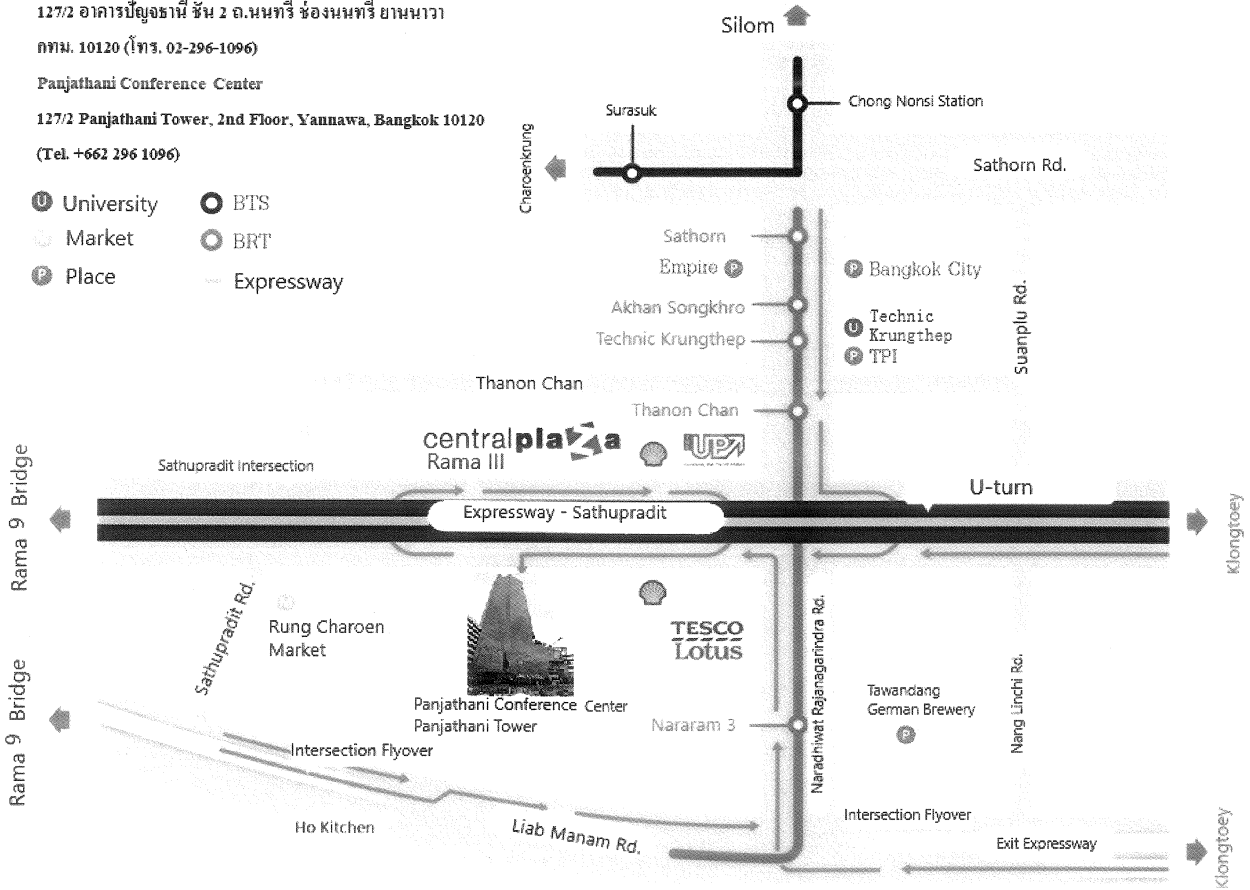 127/2 อาคารปัญจธานี ชั้น 2 ถ.นนทรี ช่องนนทรี ยานนาวา
กทม. 10120 (โทร. 02-296-1096)
Panjathani Conference Center
127/2 Panjathani Tower, 2nd Floor, Yannawa, Bangkok 10120
(Tel. +662 296 1096)
U University
BTS
Market
BRT
P Place
Expressway
Silom
Chong Nonsi Station
Surasuk
Charoenkrung
Sathorn Rd.
Sathorn
Empire P
P Bangkok City
Akhan Songkhro
Technic Krungthep
U Technic
Krungthep
P TPI
Suanplu Rd.
Thanon Chan
Thanon Chan
centralplaza
Rama III
UP
Sathupradit Intersection
Rama 9 Bridge
Expressway - Sathupradit
U-turn
Klongtoey
Sathupradit Rd.
Rung Charoen
Market
TESCO
Lotus
Panjathani Conference Center
Panjathani Tower
Nararam 3
Naradhiwat Rajanagarindra Rd.
Tawandang
German Brewery
P
Nang Linchi Rd.
Rama 9 Bridge
Intersection Flyover
Ho Kitchen
Liab Manam Rd.
Intersection Flyover
Exit Expressway
Klongtoey